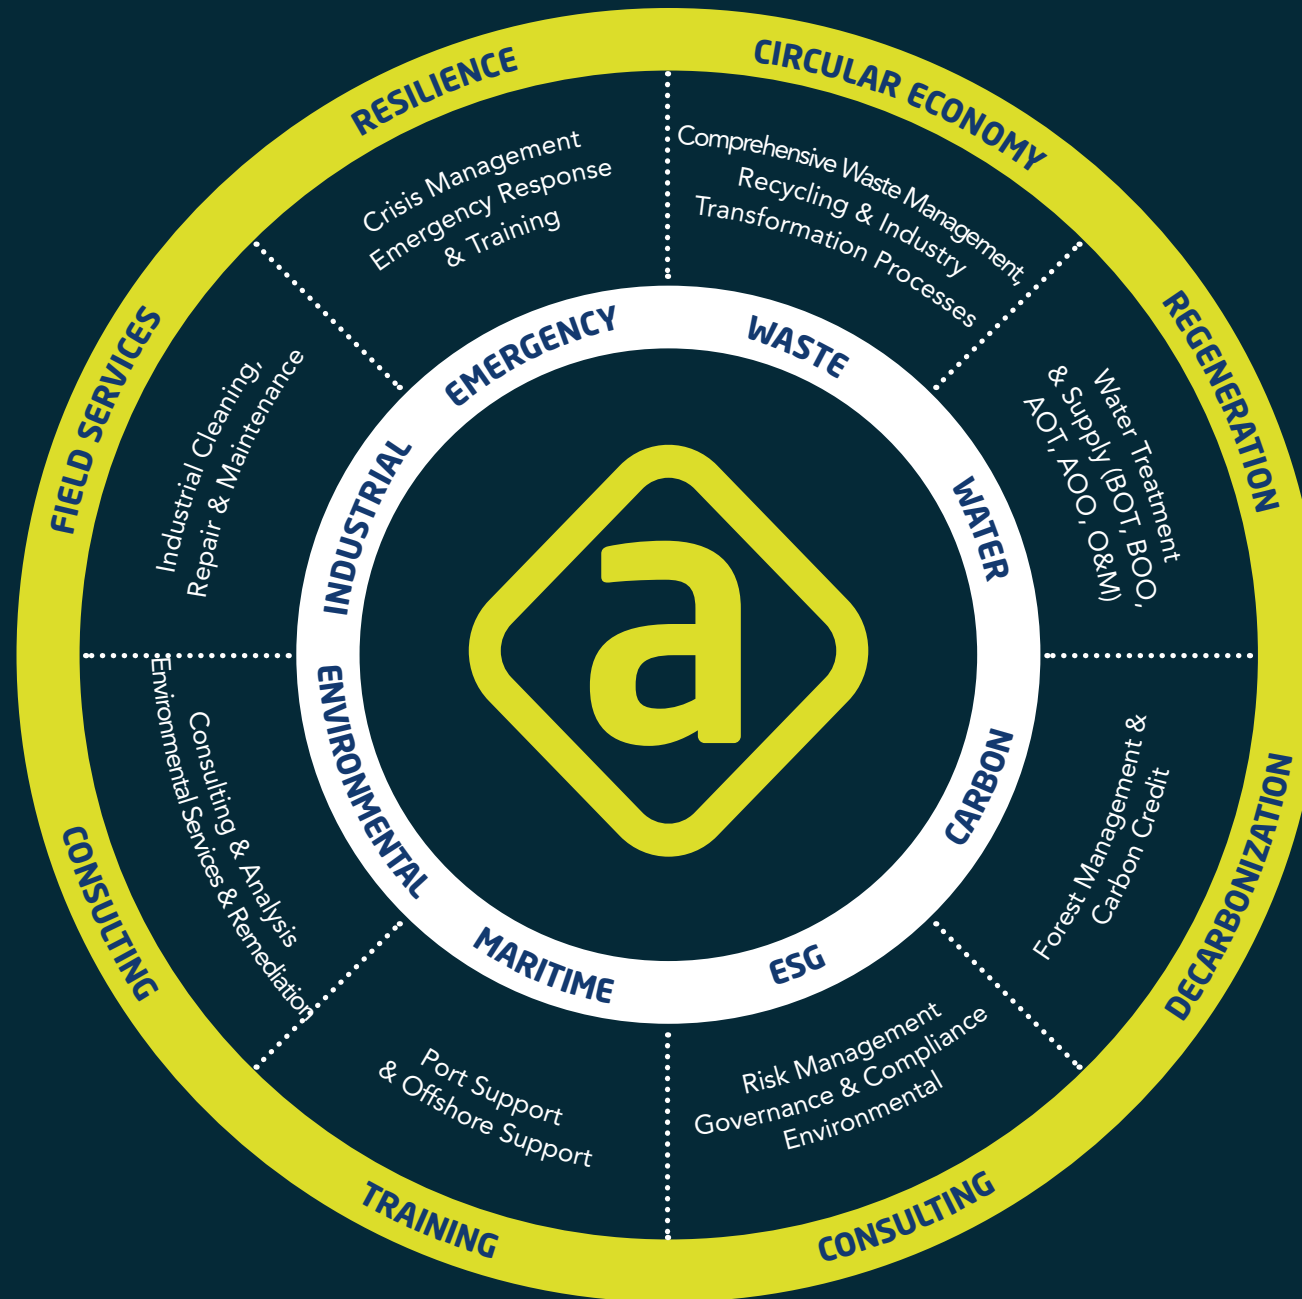 CIRCULAR ECONOMY
Comprehensive Waste Management,
Recycling & Industry
Transformation Processes
WASTE
REGENERATION
Water Treatment
& Supply (BOT, BOO,
AOT, AOO, O&M)
WATER
DECARBONIZATION
Forest Management &
Carbon Credit
CARBON
CONSULTING
Risk Management
Governance & Compliance
Environmental
ESG
TRAINING
Port Support
& Offshore Support
MARITIME
CONSULTING
Consulting & Analysis
Environmental Services & Remediation
ENVIRONMENTAL
FIELD SERVICES
Industrial Cleaning,
Repair & Maintenance
INDUSTRIAL
RESILIENCE
Crisis Management
Emergency Response
& Training
EMERGENCY
a